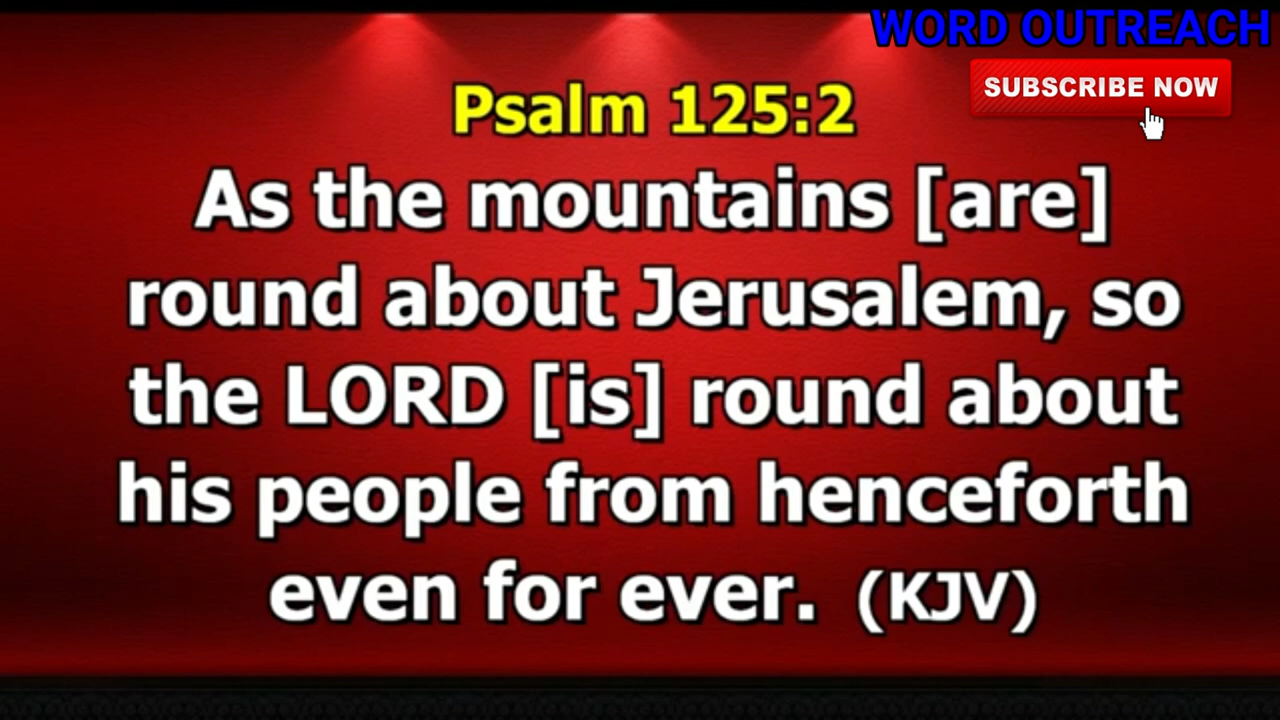 WORD OUTREACH
SUBSCRIBE NOW
Psalm 125:2
As the mountains [are]
round about Jerusalem, so
the LORD [is] round about
his people from henceforth
even for ever. (KJV)